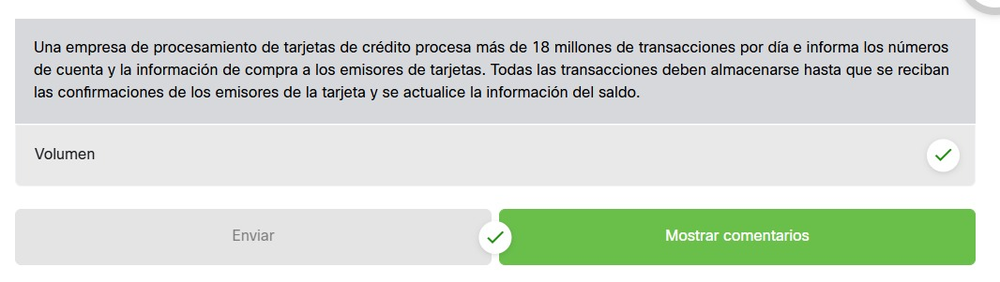 Una empresa de procesamiento de tarjetas de crédito procesa más de 18 millones de transacciones por día e informa los números
de cuenta y la información de compra a los emisores de tarjetas. Todas las transacciones deben almacenarse hasta que se reciban
las confirmaciones de los emisores de la tarjeta y se actualice la información del saldo.
Volumen
Enviar
Mostrar comentarios